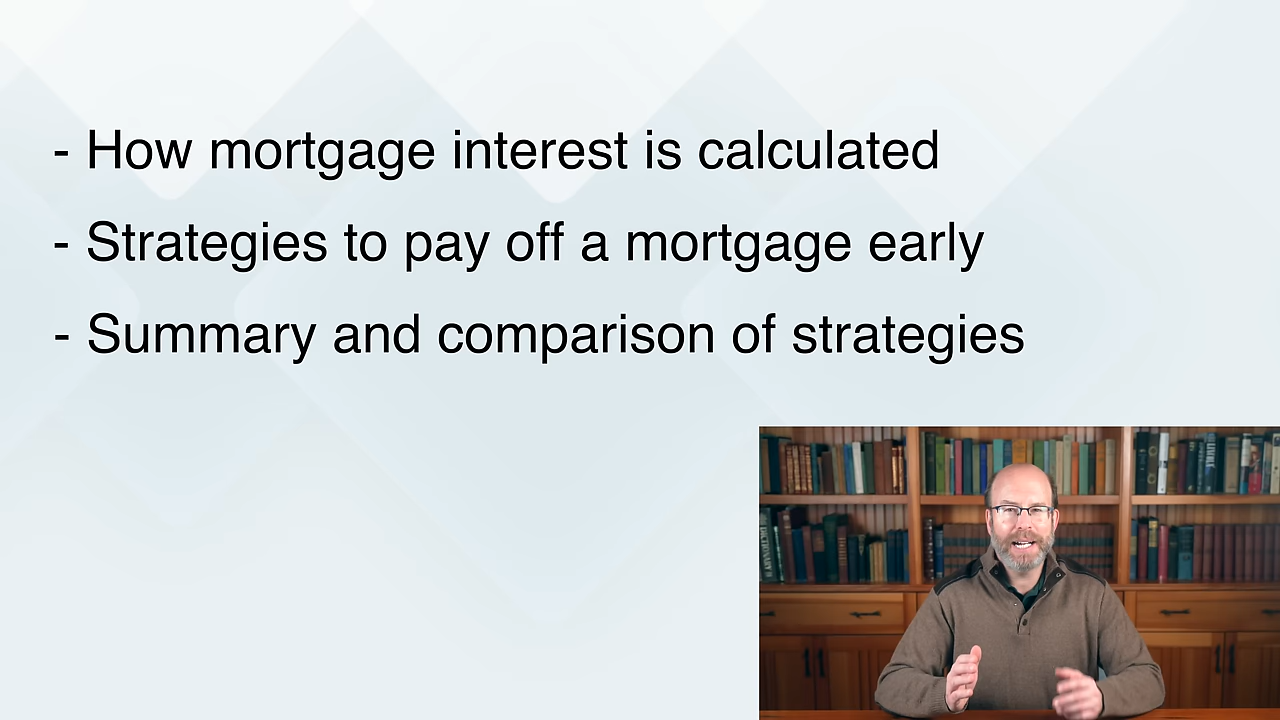 - How mortgage interest is calculated
- Strategies to pay off a mortgage early
- Summary and comparison of strategies